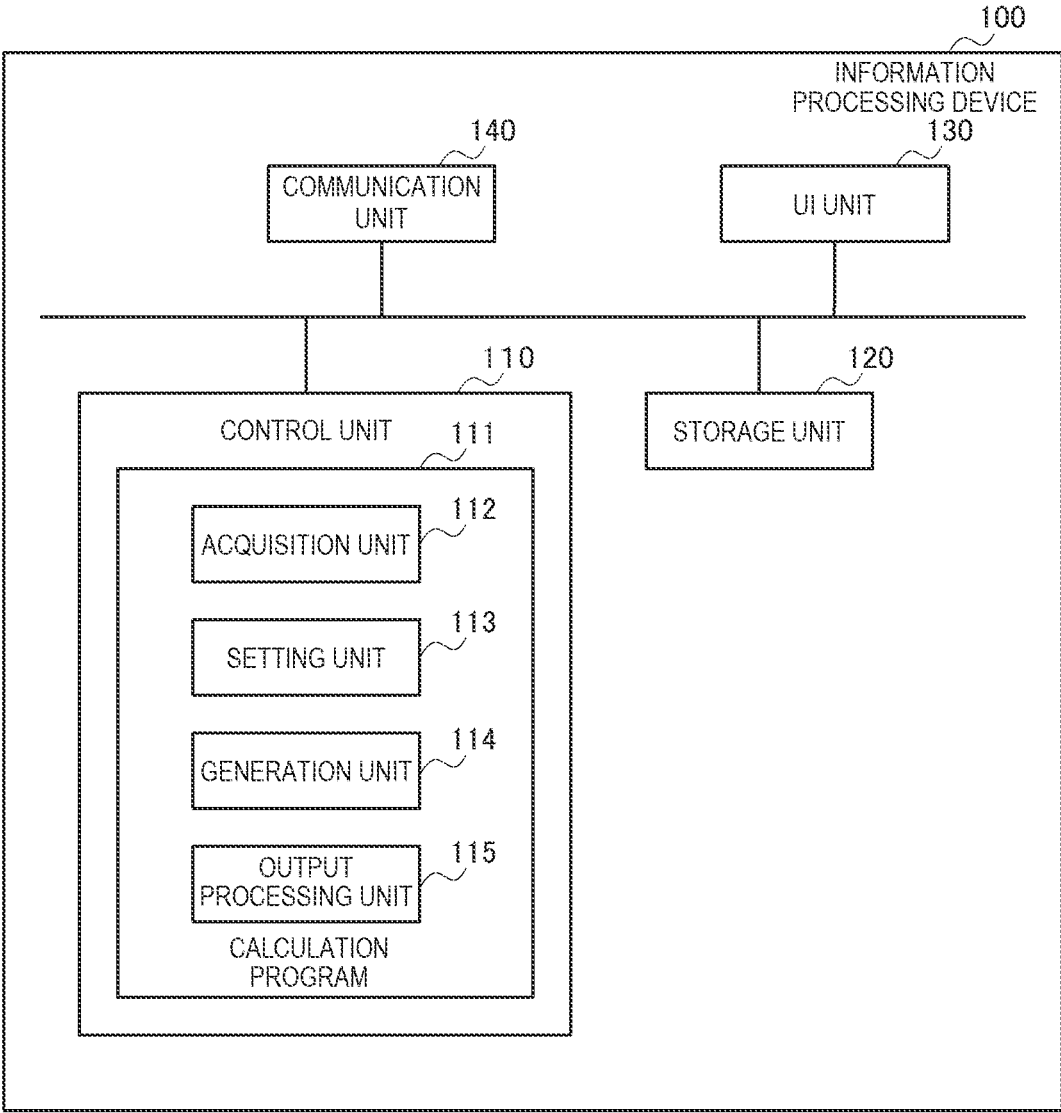 100
INFORMATION
PROCESSING DEVICE
140
130
COMMUNICATION
UNIT
UI UNIT
110
120
CONTROL UNIT
STORAGE UNIT
111
112
ACQUISITION UNIT
113
SETTING UNIT
114
GENERATION UNIT
115
OUTPUT
PROCESSING UNIT
CALCULATION
PROGRAM